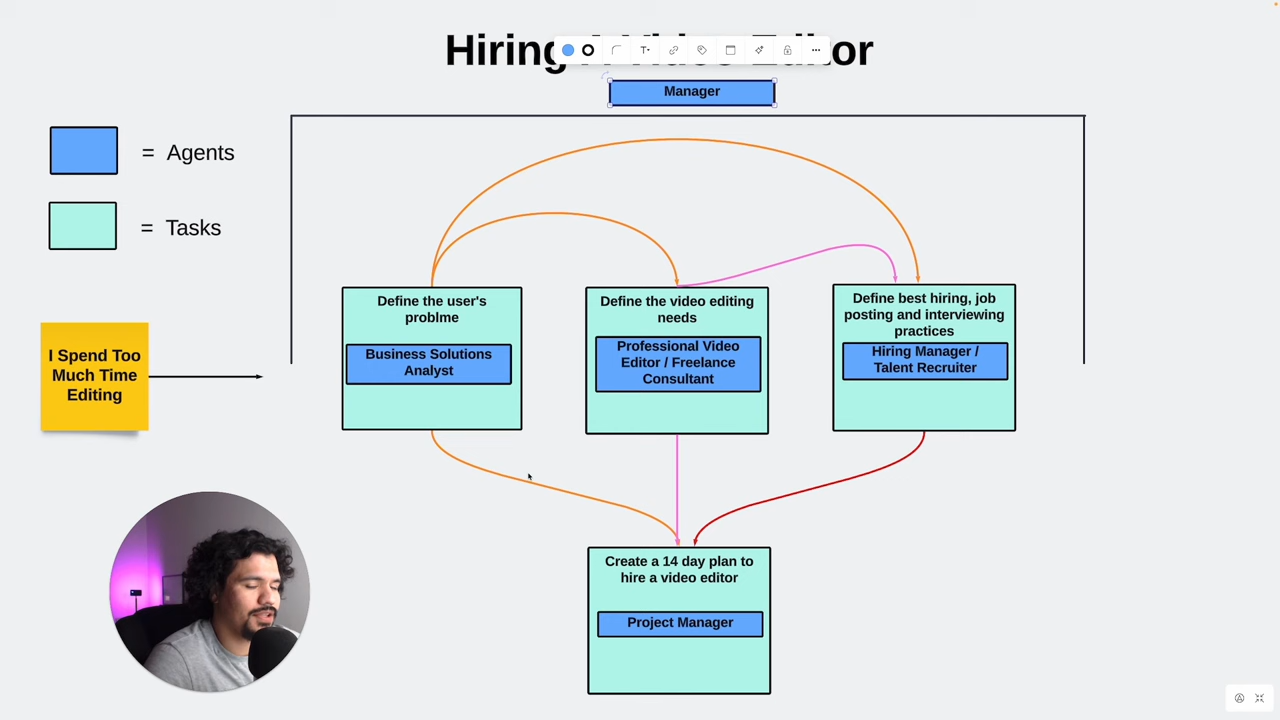 Hiring A Video Editor
Manager
= Agents
= Tasks
I Spend Too
Much Time
Editing
Define the user's
problme
Business Solutions
Analyst
Define the video editing
needs
Professional Video
Editor / Freelance
Consultant
Define best hiring, job
posting and interviewing
practices
Hiring Manager /
Talent Recruiter
Create a 14 day plan to
hire a video editor
Project Manager